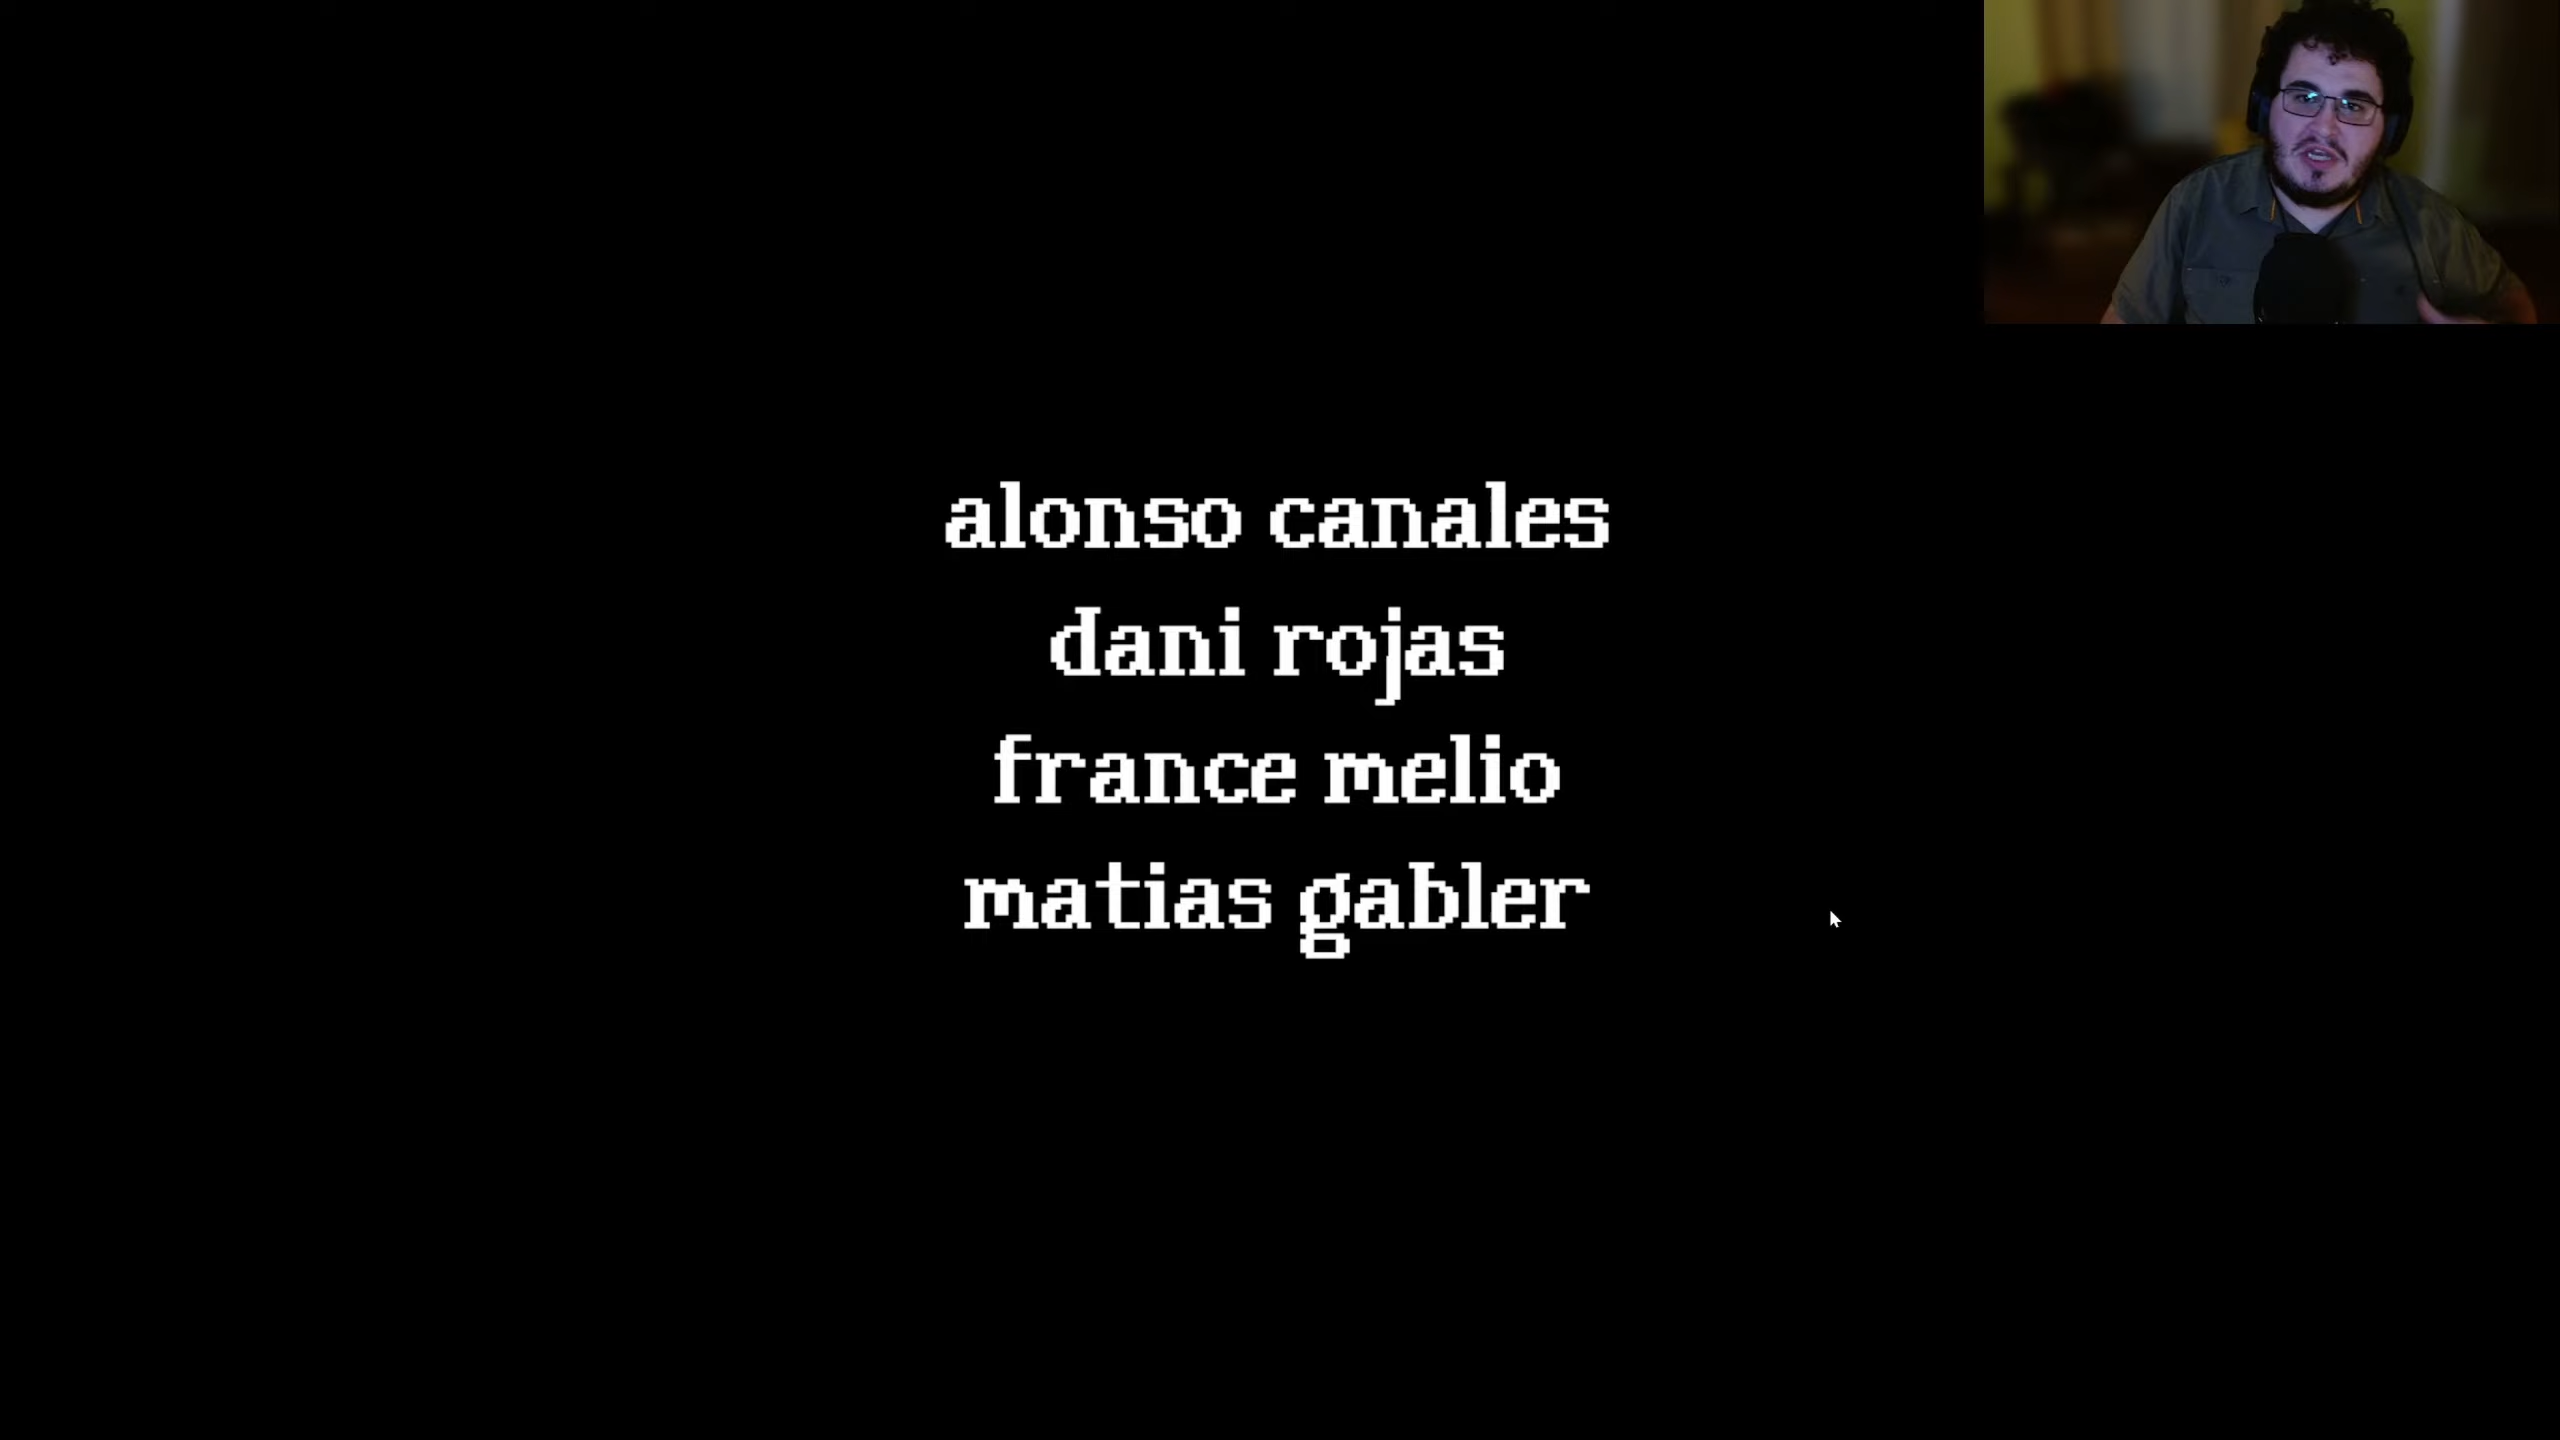 alonso canales
dani rojas
france melio
matias gabler